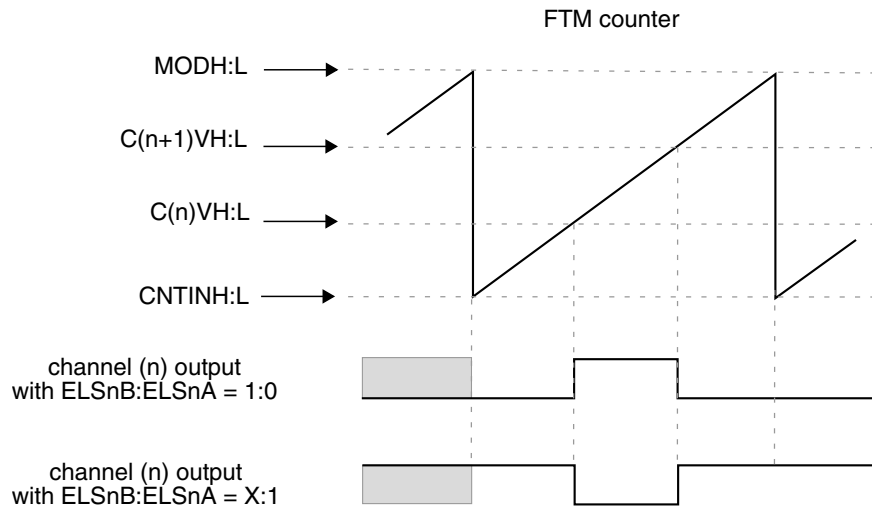 FTM counter
MODH:L
C(n+1)VH:L
C(n)VH:L
CNTINH:L
channel (n) output
with ELSnB:ELSnA = 1:0
channel (n) output
with ELSnB:ELSnA = X:1